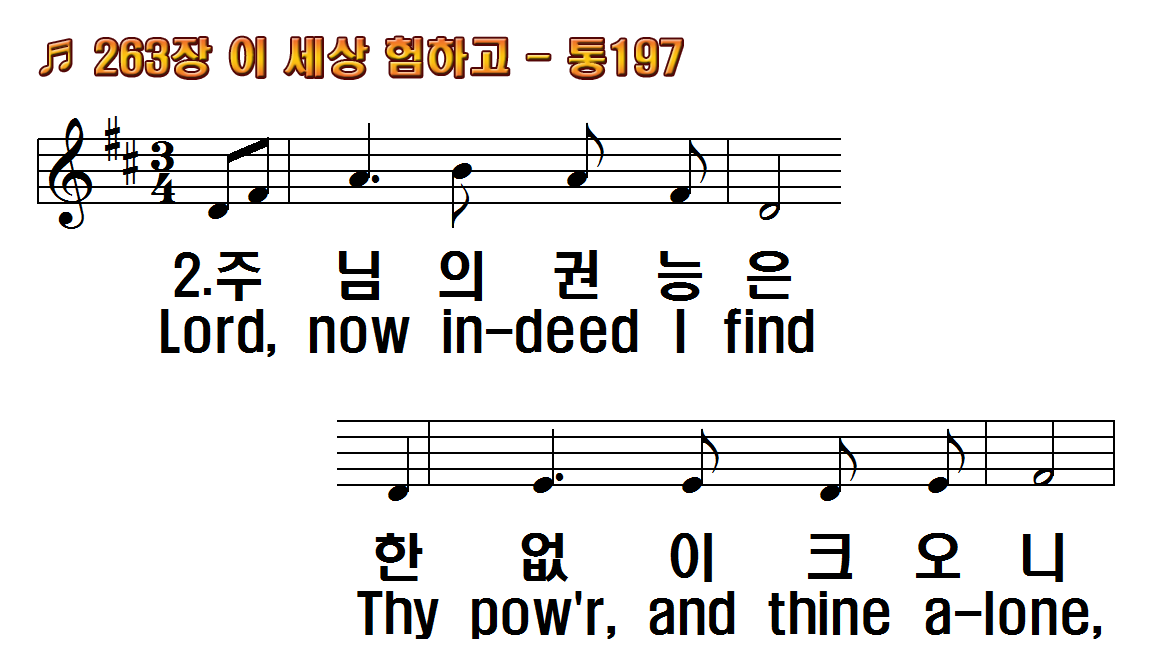 263장 이 세상 험하고 - 통197
3
4
2.주 님 의 권 능 은
Lord, now in-deed I find
한 없 이 크 오 니
Thy pow'r, and thine a-lone,